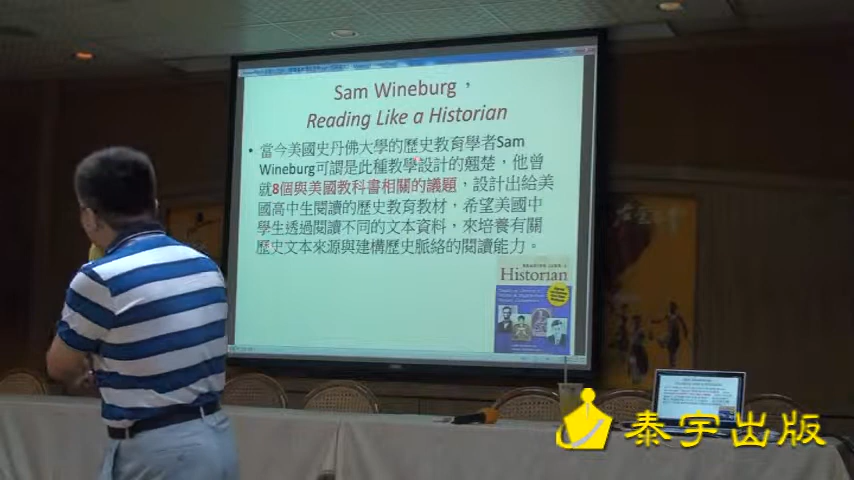 Sam Wineburg，
Reading Like a Historian
• 當今美國史丹佛大學的歷史教育學者Sam
Wineburg可謂是此種教學設計的翹楚，他曾
就8個與美國教科書相關的議題，設計出給美
國高中生閱讀的歷史教育教材，希望美國中
學生透過閱讀不同的文本資料，來培養有關
歷史文本來源與建構歷史脈絡的閱讀能力。
Historian
泰宇出版